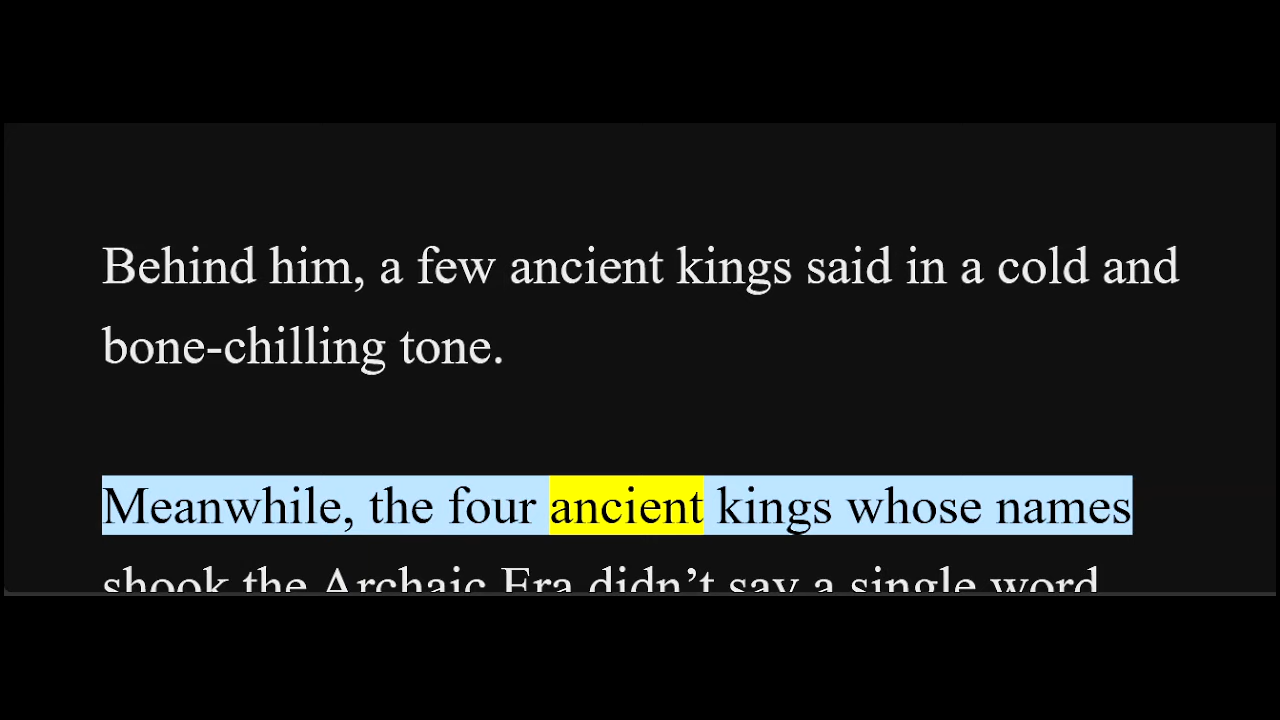 Behind him, a few ancient kings said in a cold and
bone-chilling tone.
Meanwhile, the four ancient kings whose names
shook the Archaic Era didn’t say a single word